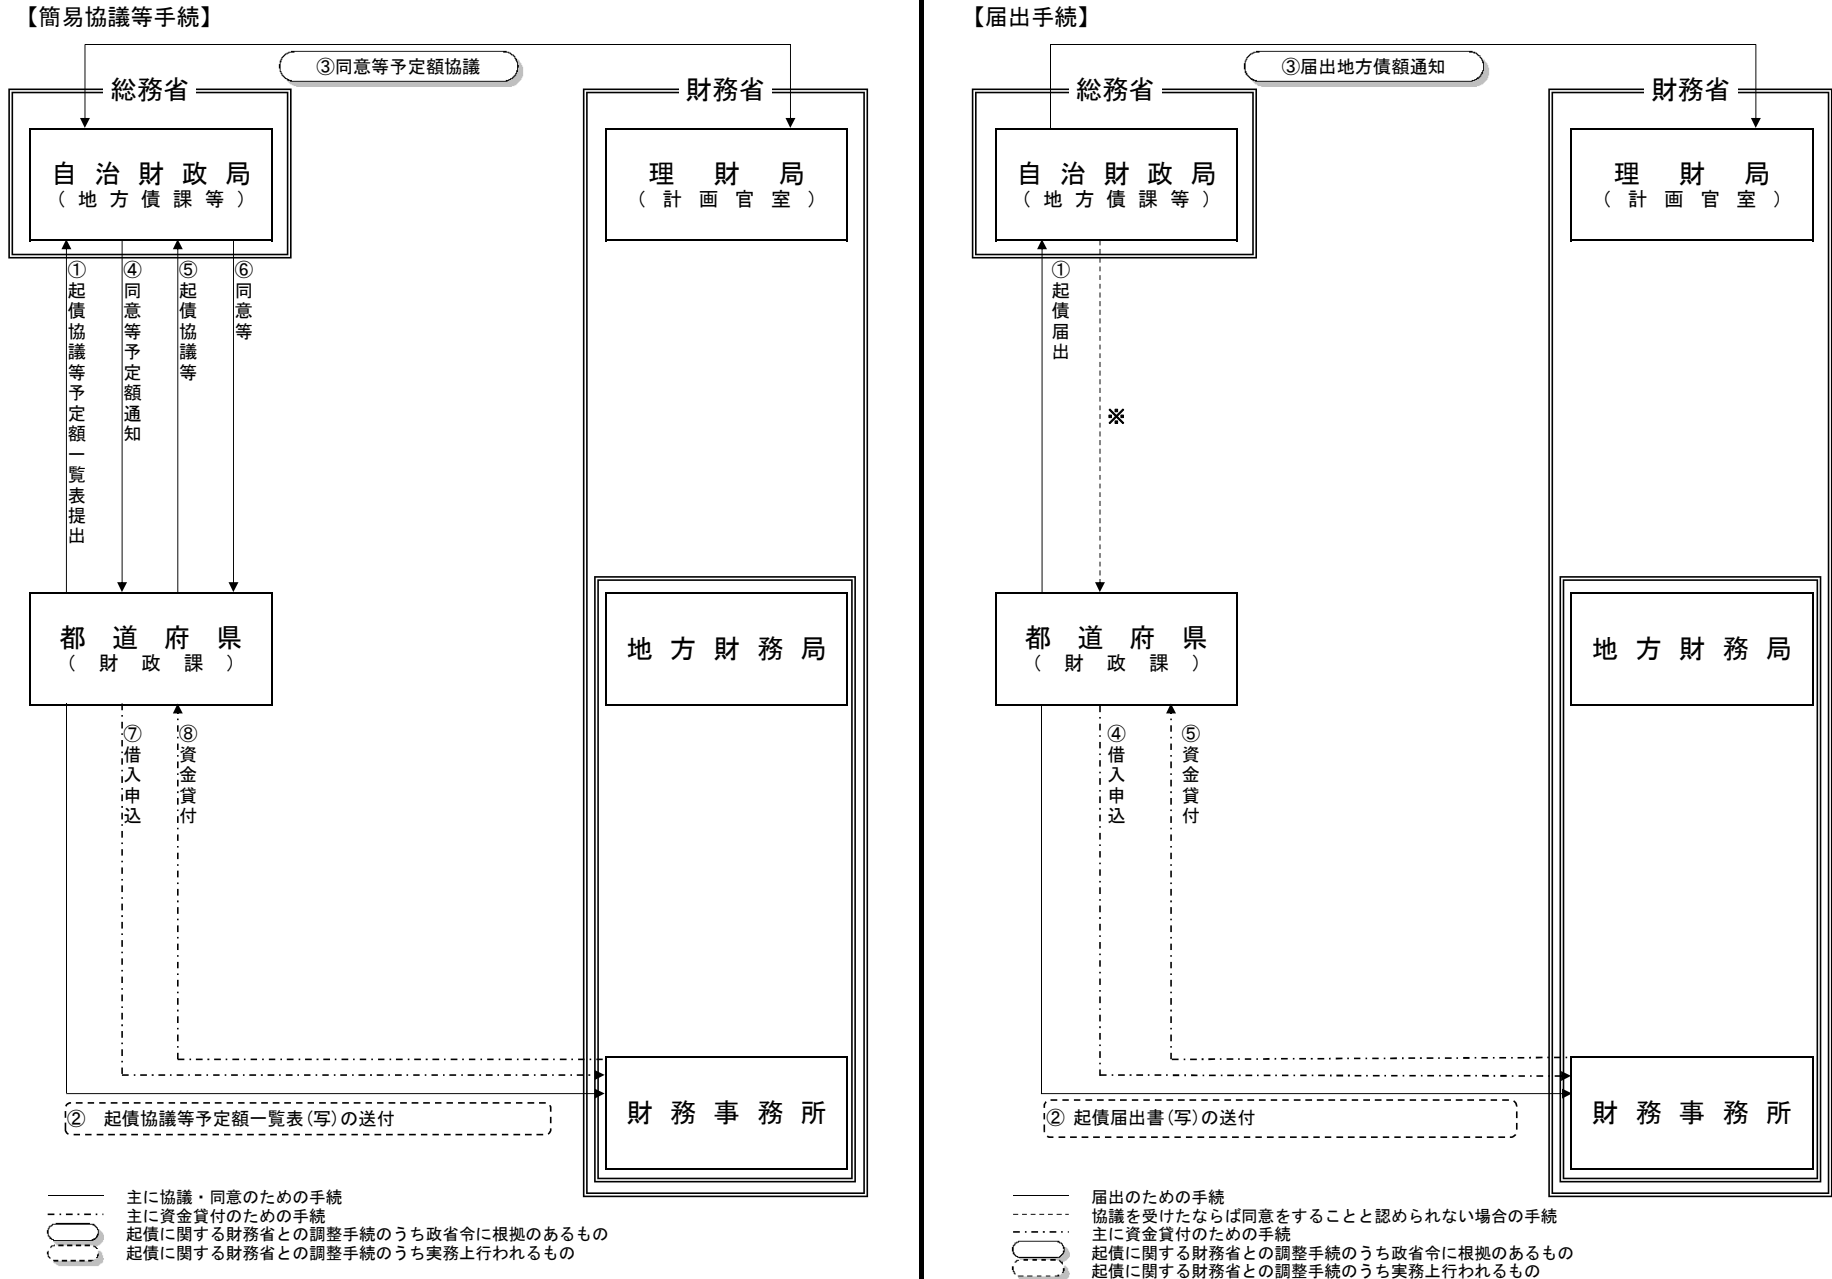 【簡易協議等手続】
③同意等予定額協議
総務省
財務省
自治財政局
（地方債課等）
理財局
（計画官室）
①起債協議等予定額一覧表提出
④同意等予定額通知
⑤起債協議等
⑥同意等
都道府県
（財政課）
地方財務局
⑦借入申込
⑧資金貸付
②　起債協議等予定額一覧表（写）の送付
財務事務所
主に協議・同意のための手続
主に資金貸付のための手続
起債に関する財務省との調整手続のうち政省令に根拠のあるもの
起債に関する財務省との調整手続のうち実務上行われるもの
【届出手続】
③届出地方債額通知
総務省
財務省
自治財政局
（地方債課等）
理財局
（計画官室）
①起債届出
※
都道府県
（財政課）
地方財務局
④借入申込
⑤資金貸付
② 起債届出書（写）の送付
財務事務所
届出のための手続
協議を受けたならば同意をすることと認められない場合の手続
主に資金貸付のための手続
起債に関する財務省との調整手続のうち政省令に根拠のあるもの
起債に関する財務省との調整手続のうち実務上行われるもの